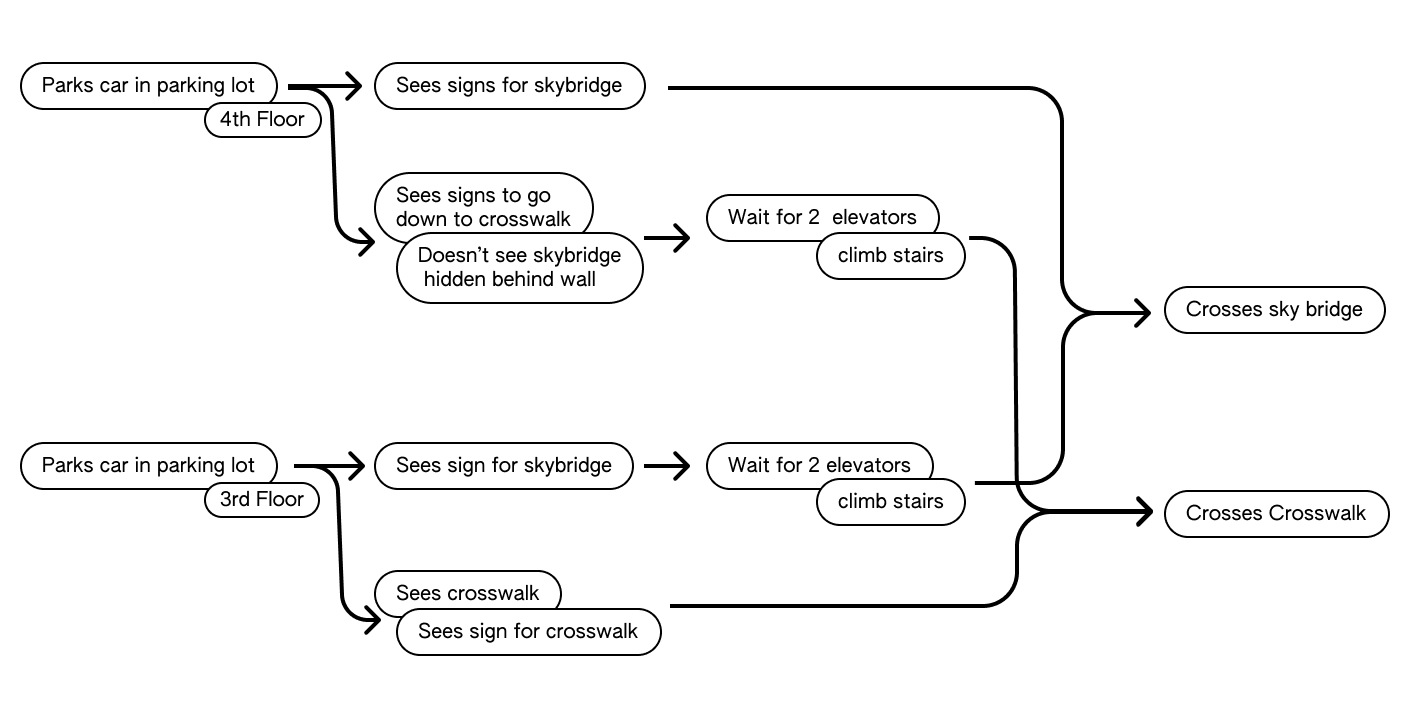 Parks car in parking lot
4th Floor
Sees signs for skybridge
Sees signs to go
down to crosswalk
Doesn’t see skybridge
hidden behind wall
Wait for 2  elevators
climb stairs
Crosses sky bridge
Parks car in parking lot
3rd Floor
Sees sign for skybridge
Wait for 2 elevators
climb stairs
Crosses Crosswalk
Sees crosswalk
Sees sign for crosswalk